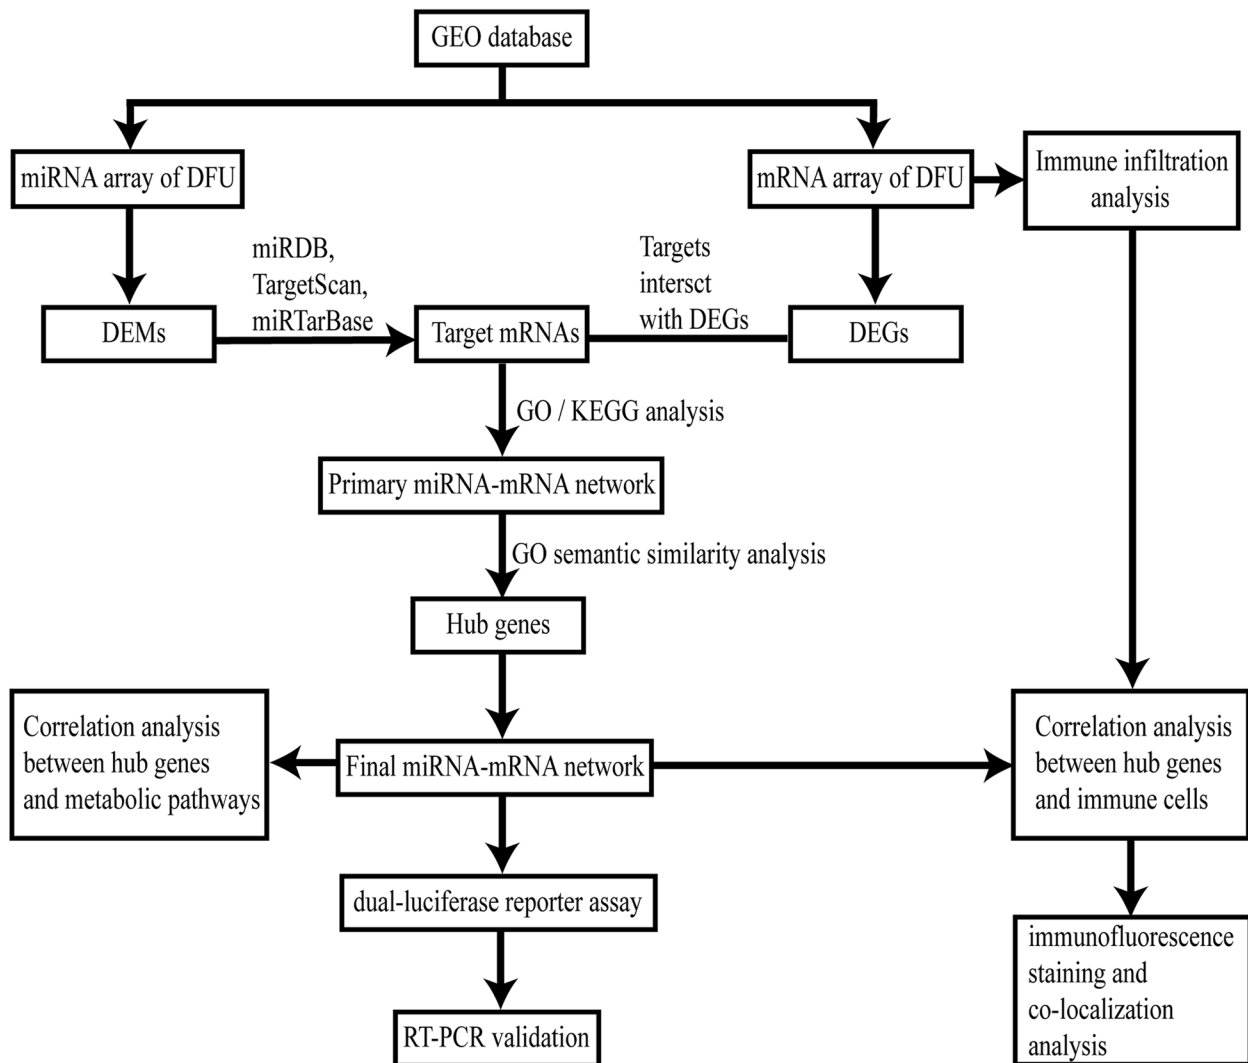 GEO database
miRNA array of DFU
mRNA array of DFU
Immune infiltration
analysis
miRDB,
TargetScan,
miRTarBase
Targets
intersct
with DEGs
DEMs
Target mRNAs
DEGs
GO / KEGG analysis
Primary miRNA-mRNA network
GO semantic similarity analysis
Hub genes
Correlation analysis
between hub genes
and metabolic pathways
Final miRNA-mRNA network
Correlation analysis
between hub genes
and immune cells
dual-luciferase reporter assay
RT-PCR validation
immunofluorescence
staining and
co-localization
analysis